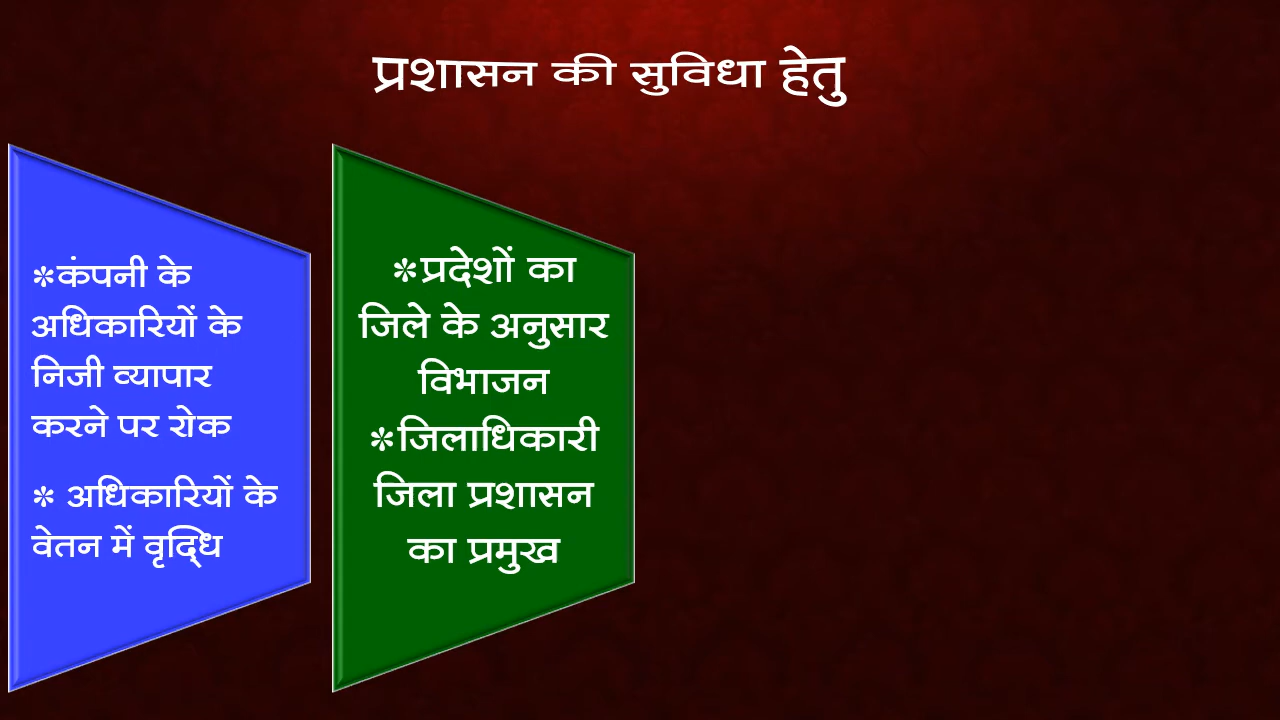 प्रशासन की सुविधा हेतु
✻कंपनी के
अधिकारियों के
निजी व्यापार
करने पर रोक
✻ अधिकारियों के
वेतन में वृद्धि
✻प्रदेशों का
जिले के अनुसार
विभाजन
✻जिलाधिकारी
जिला प्रशासन
का प्रमुख